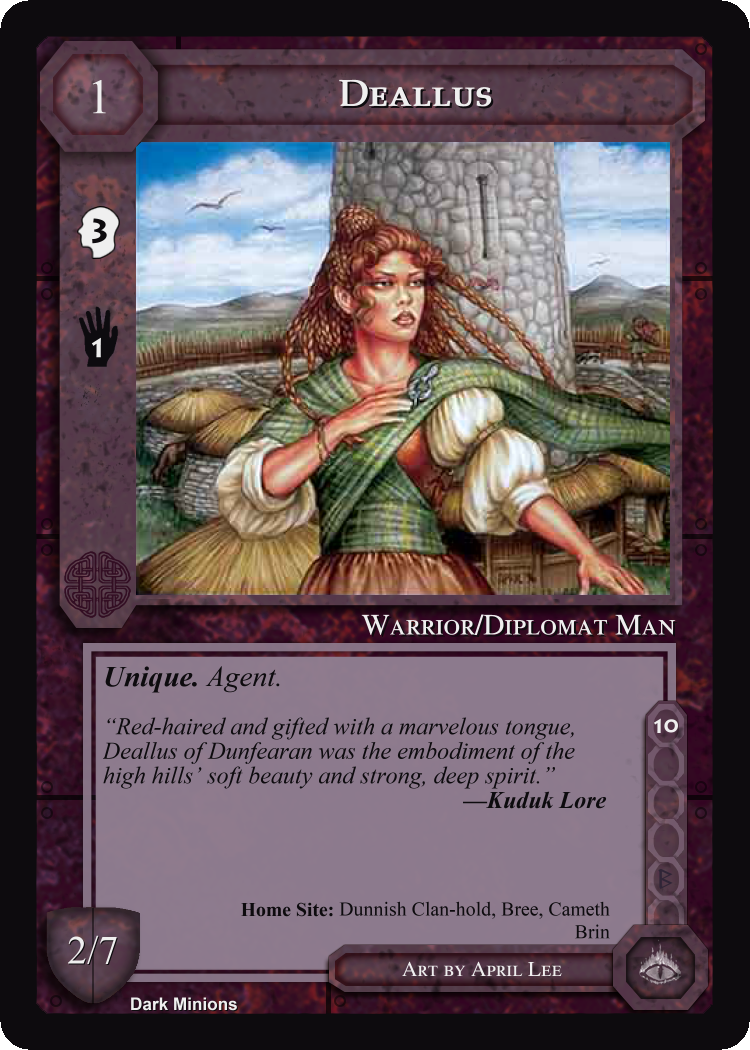 1
DEALLUS
3
1
WARRIOR/DIPLOMAT MAN
Unique. Agent.
“Red-haired and gifted with a marvelous tongue,
Deallus of Dunfearan was the embodiment of the
high hills’ soft beauty and strong, deep spirit.”
—Kuduk Lore
10
Home Site: Dunnish Clan-hold, Bree, Cameth
Brin
2/7
ART BY APRIL LEE
Dark Minions